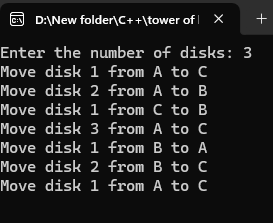 D:\New folder\C++\tower of
Enter the number of disks: 3
Move disk 1 from A to C
Move disk 2 from A to B
Move disk 1 from C to B
Move disk 3 from A to C
Move disk 1 from B to A
Move disk 2 from B to C
Move disk 1 from A to C